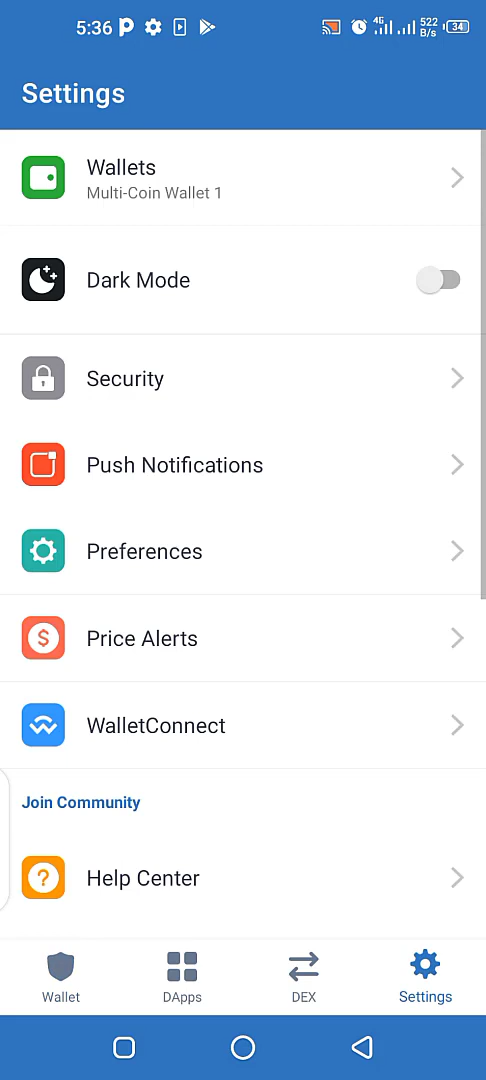 5:36
4G
522
B/s
34
Settings
Wallets
Multi-Coin Wallet 1
Dark Mode
Security
Push Notifications
Preferences
Price Alerts
WalletConnect
Join Community
Help Center
Wallet DApps DEX Settings